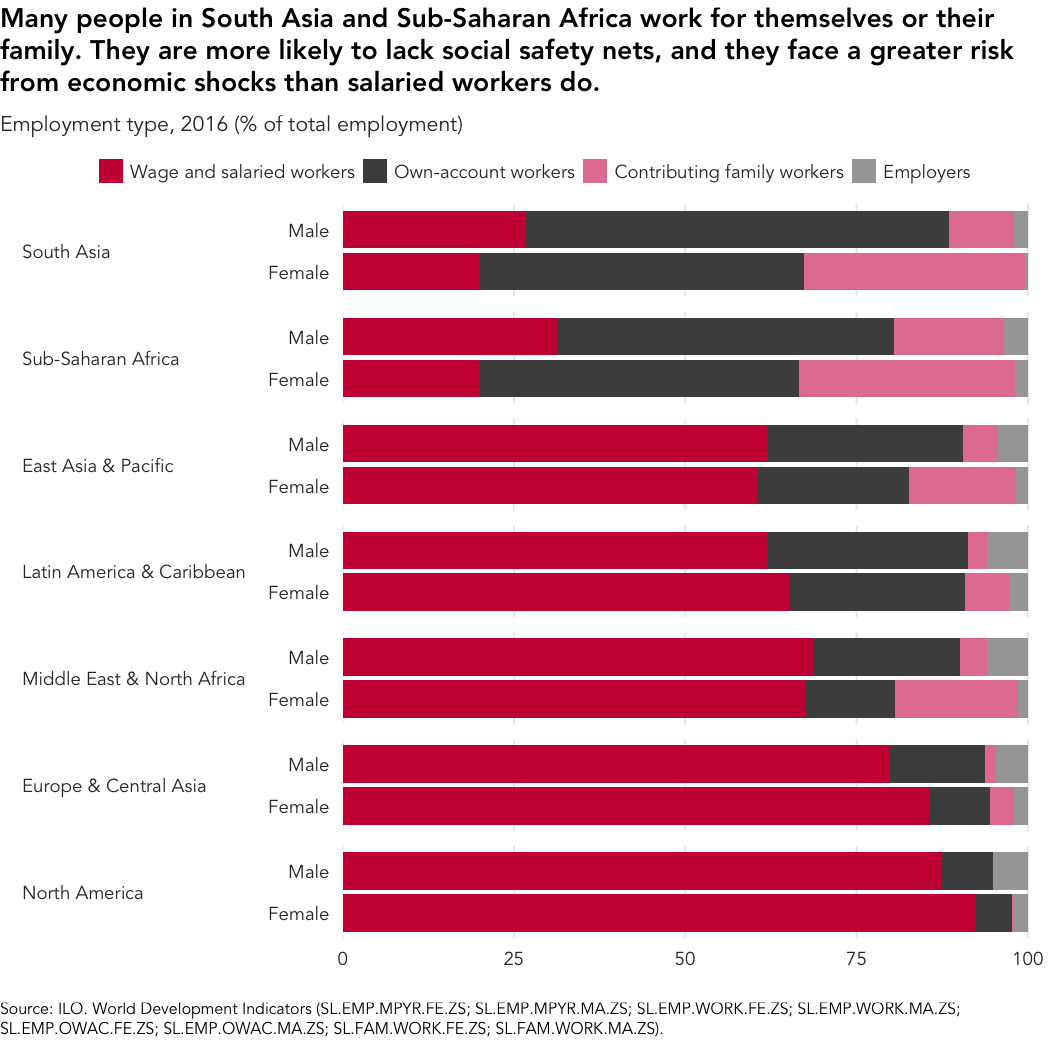 Many people in South Asia and Sub-Saharan Africa work for themselves or their
family. They are more likely to lack social safety nets, and they face a greater risk
from economic shocks than salaried workers do.
Employment type, 2016 (% of total employment)
Wage and salaried workers Own-account workers Contributing family workers Employers
South Asia
Male
Female
Sub-Saharan Africa
Male
Female
East Asia & Pacific
Male
Female
Latin America & Caribbean
Male
Female
Middle East & North Africa
Male
Female
Europe & Central Asia
Male
Female
North America
Male
Female
0 25 50 75 100
Source: ILO. World Development Indicators (SL.EMP.MPYR.FE.ZS; SL.EMP.MPYR.MA.ZS; SL.EMP.WORK.FE.ZS; SL.EMP.WORK.MA.ZS;
SL.EMP.OWAC.FE.ZS; SL.EMP.OWAC.MA.ZS; SL.FAM.WORK.FE.ZS; SL.FAM.WORK.MA.ZS).